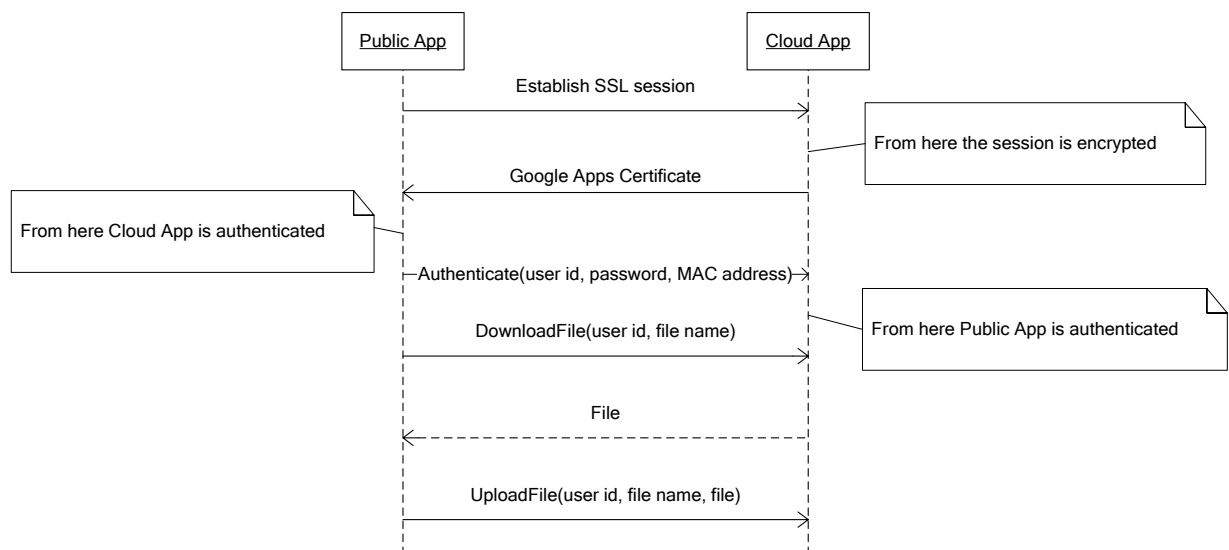 Public App
Cloud App
Establish SSL session
From here the session is encrypted
Google Apps Certificate
From here Cloud App is authenticated
Authenticate(user id, password, MAC address)
From here Public App is authenticated
DownloadFile(user id, file name)
File
UploadFile(user id, file name, file)